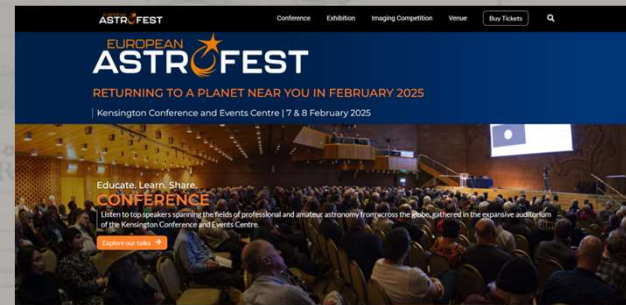 ASTROFEST
Conference Exhibition Imaging Competition Venue Buy Tickets
EUROPEAN
ASTROFEST
RETURNING TO A PLANET NEAR YOU IN FEBRUARY 2025
Kensington Conference and Events Centre | 7 & 8 February 2025
Educate. Learn. Share.
CONFERENCE
Listen to top speakers spanning the fields of professional and amateur astronomy from across the globe, gathered in the expansive auditorium
of the Kensington Conference and Events Centre.
Explore our talks